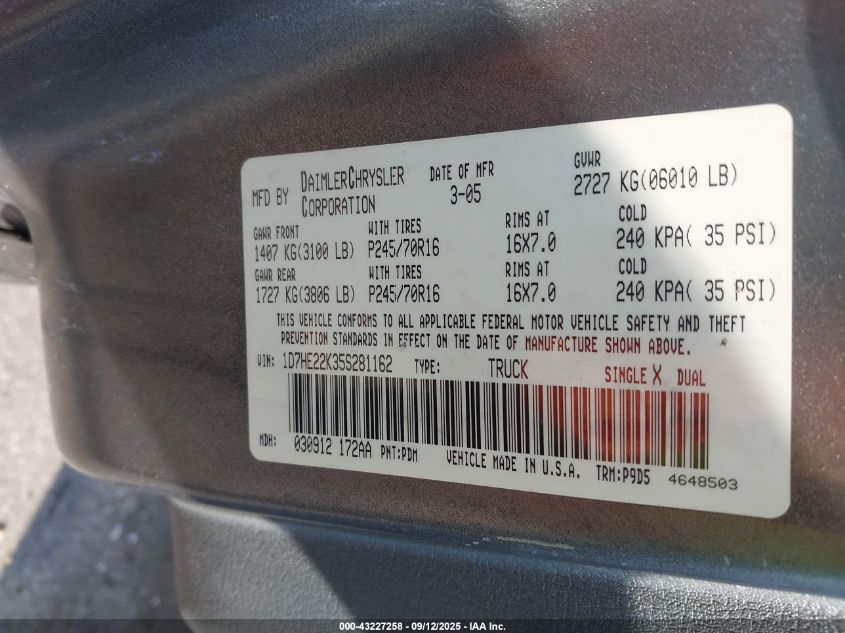 MFD BY DAIMLERCHRYSLER CORPORATION DATE OF MFR 3-05 GVWR 2727 KG(06010 LB)
GAWR FRONT WITH TIRES RIMS AT COLD
1407 KG(3100 LB) P245/70R16 16X7.0 240 KPA( 35 PSI)
GAWR REAR WITH TIRES RIMS AT COLD
1727 KG(3806 LB) P245/70R16 16X7.0 240 KPA( 35 PSI)
THIS VEHICLE CONFORMS TO ALL APPLICABLE FEDERAL MOTOR VEHICLE SAFETY AND THEFT
PREVENTION STANDARDS IN EFFECT ON THE DATE OF MANUFACTURE SHOWN ABOVE.
VIN: 1D7HE22K35S281162 TYPE: TRUCK SINGLE X DUAL
MDH: 030912 172AA PNT:PDM VEHICLE MADE IN U.S.A. TRM:P9D5 4648503
000-43227258 - 09/12/2025 - IAA Inc.